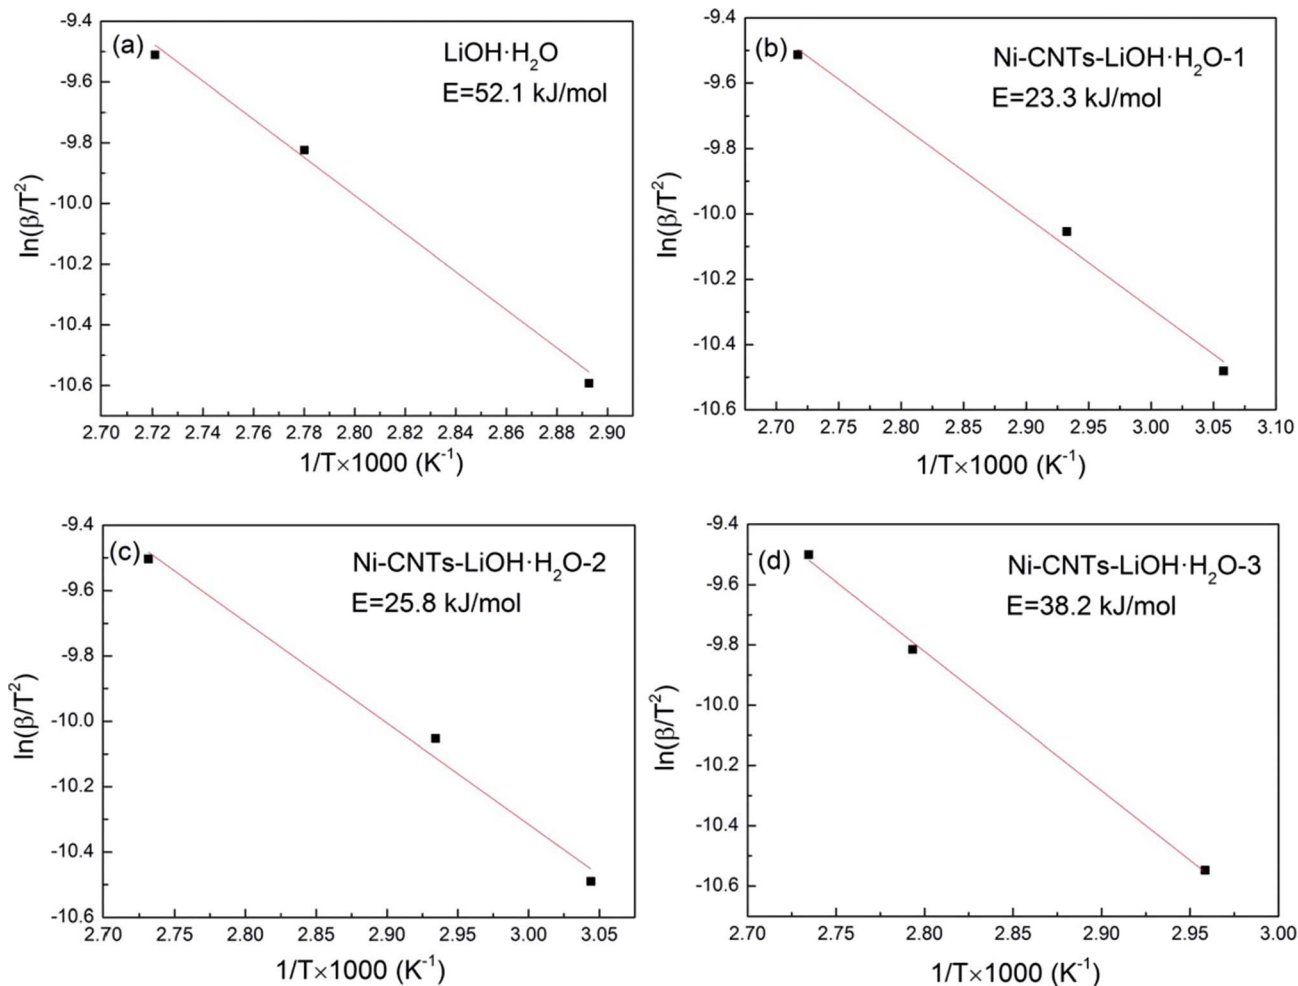 (a)
LiOH·H₂O
E=52.1 kJ/mol
-9.4
-9.6
-9.8
-10.0
-10.2
-10.4
-10.6
ln(β/T²)
2.70 2.72 2.74 2.76 2.78 2.80 2.82 2.84 2.86 2.88 2.90
1/T×1000 (K⁻¹)
(b)
Ni-CNTs-LiOH·H₂O-1
E=23.3 kJ/mol
-9.4
-9.6
-9.8
-10.0
-10.2
-10.4
-10.6
ln(β/T²)
2.70 2.75 2.80 2.85 2.90 2.95 3.00 3.05 3.10
1/T×1000 (K⁻¹)
(c)
Ni-CNTs-LiOH·H₂O-2
E=25.8 kJ/mol
-9.4
-9.6
-9.8
-10.0
-10.2
-10.4
-10.6
ln(β/T²)
2.70 2.75 2.80 2.85 2.90 2.95 3.00 3.05
1/T×1000 (K⁻¹)
(d)
Ni-CNTs-LiOH·H₂O-3
E=38.2 kJ/mol
-9.4
-9.6
-9.8
-10.0
-10.2
-10.4
-10.6
ln(β/T²)
2.70 2.75 2.80 2.85 2.90 2.95 3.00
1/T×1000 (K⁻¹)